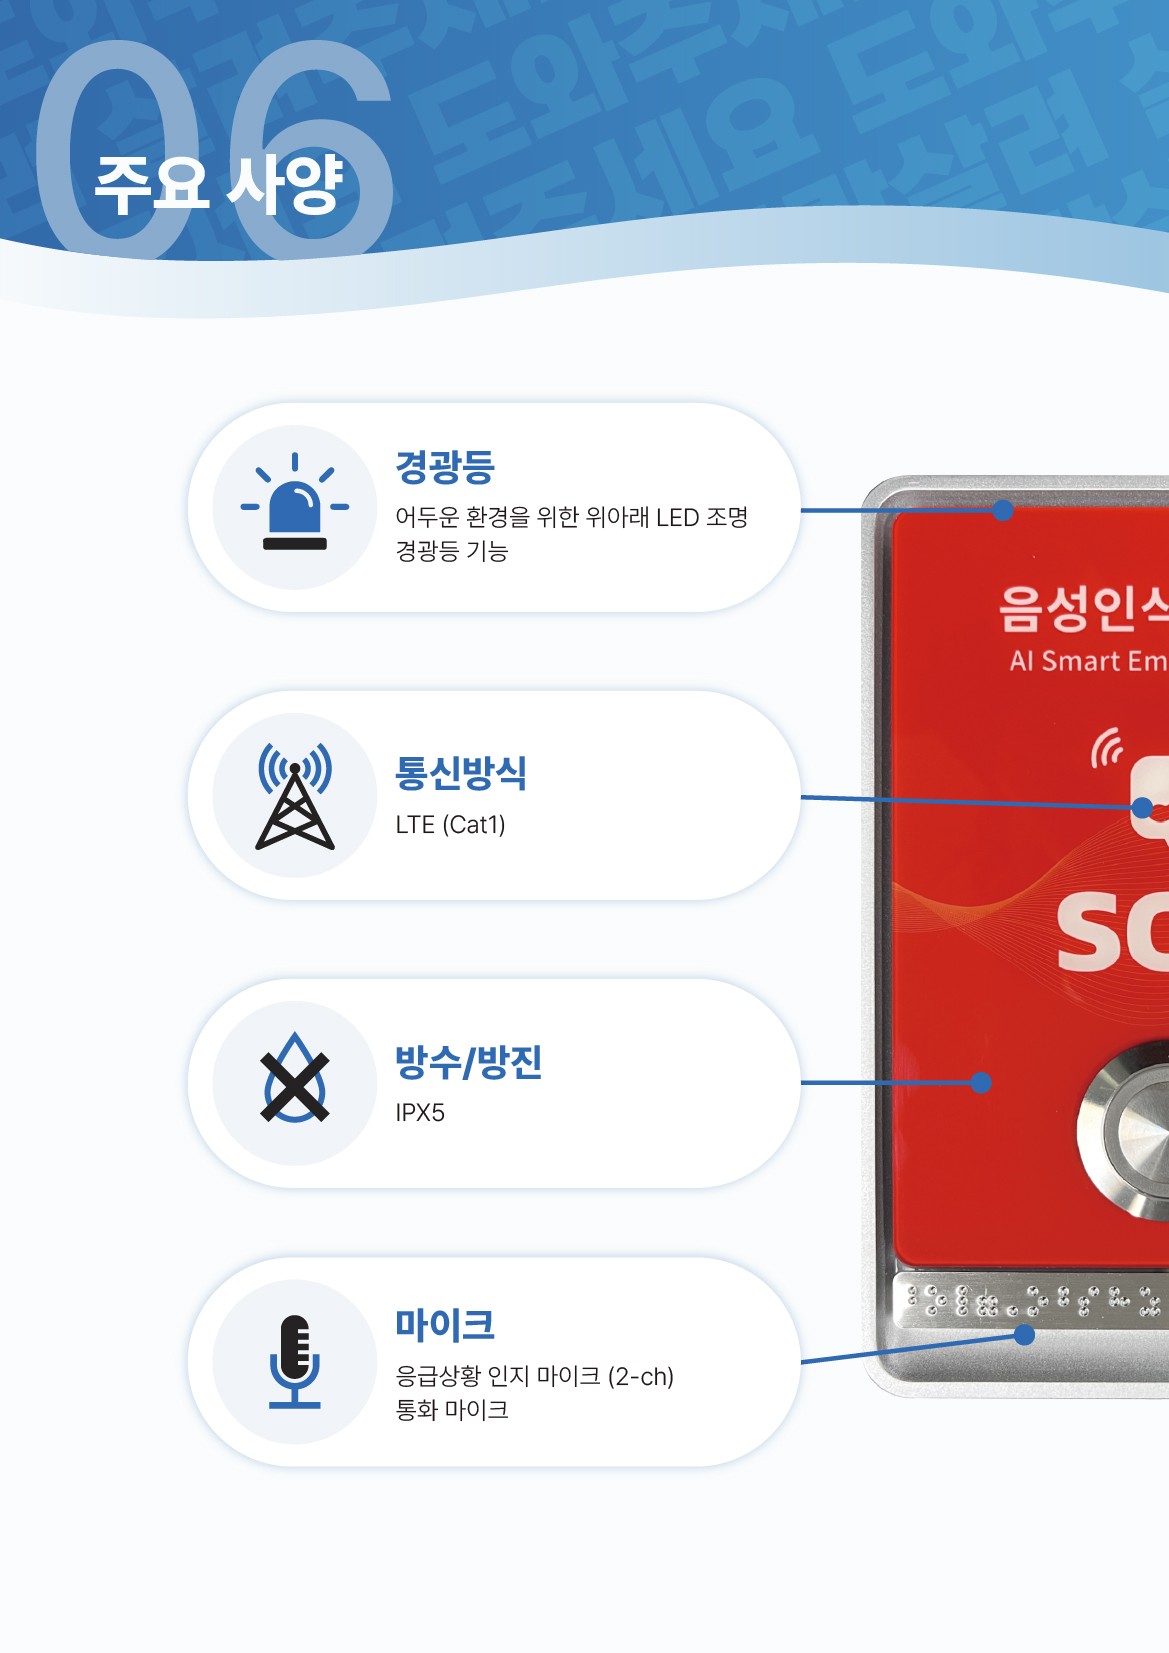 06
주요 사양
경광등
어두운 환경을 위한 위아래 LED 조명
경광등 기능
통신방식
LTE (Cat1)
방수/방진
IPX5
마이크
응급상황 인지 마이크 (2-ch)
통화 마이크
음성인식
AI Smart Em
SO